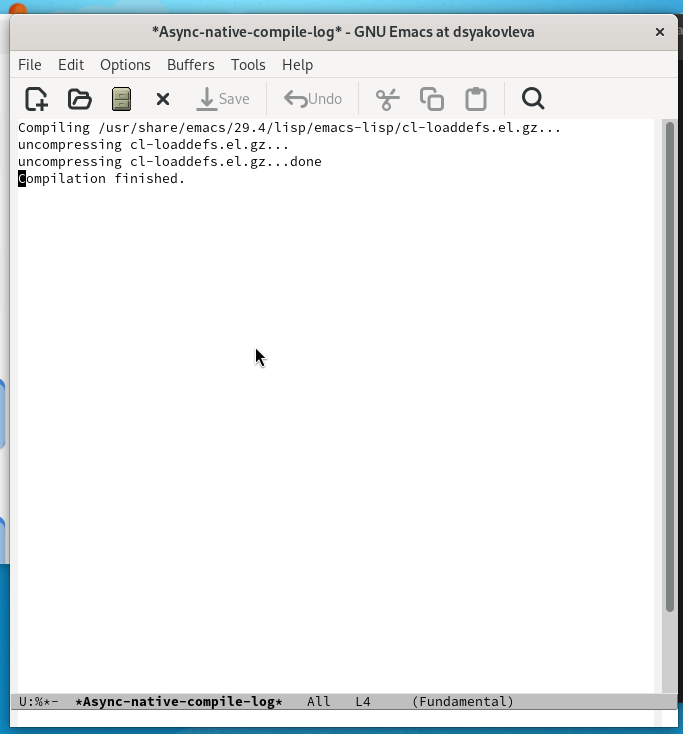 *Async-native-compile-log* - GNU Emacs at dsyakovleva
File Edit Options Buffers Tools Help
Save Undo
Compiling /usr/share/emacs/29.4/lisp/emacs-lisp/cl-loaddefs.el.gz...
uncompressing cl-loaddefs.el.gz...
uncompressing cl-loaddefs.el.gz...done
Compilation finished.
U:%*- *Async-native-compile-log* All L4 (Fundamental)